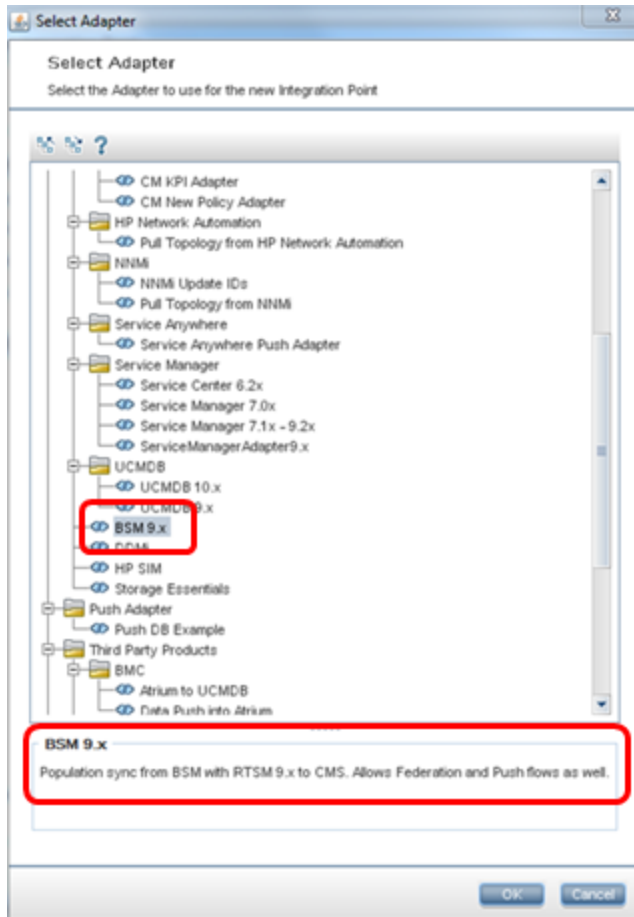 Select Adapter
Select Adapter
Select the Adapter to use for the new Integration Point
CM KPI Adapter
CM New Policy Adapter
HP Network Automation
Pull Topology from HP Network Automation
NNMi
NNMi Update IDs
Pull Topology from NNMi
Service Anywhere
Service Anywhere Push Adapter
Service Manager
Service Center 6.2x
Service Manager 7.0x
Service Manager 7.1x - 9.2x
ServiceManagerAdapter9.x
UCMDB
UCMDB 10.x
UCMDB 9.x
BSM 9.x
DDMi
HP SIM
Storage Essentials
Push Adapter
Push DB Example
Third Party Products
BMC
Atrium to UCMDB
Data Push into Atrium
BSM 9.x
Population sync from BSM with RTSM 9.x to CMS. Allows Federation and Push flows as well.
OK Cancel